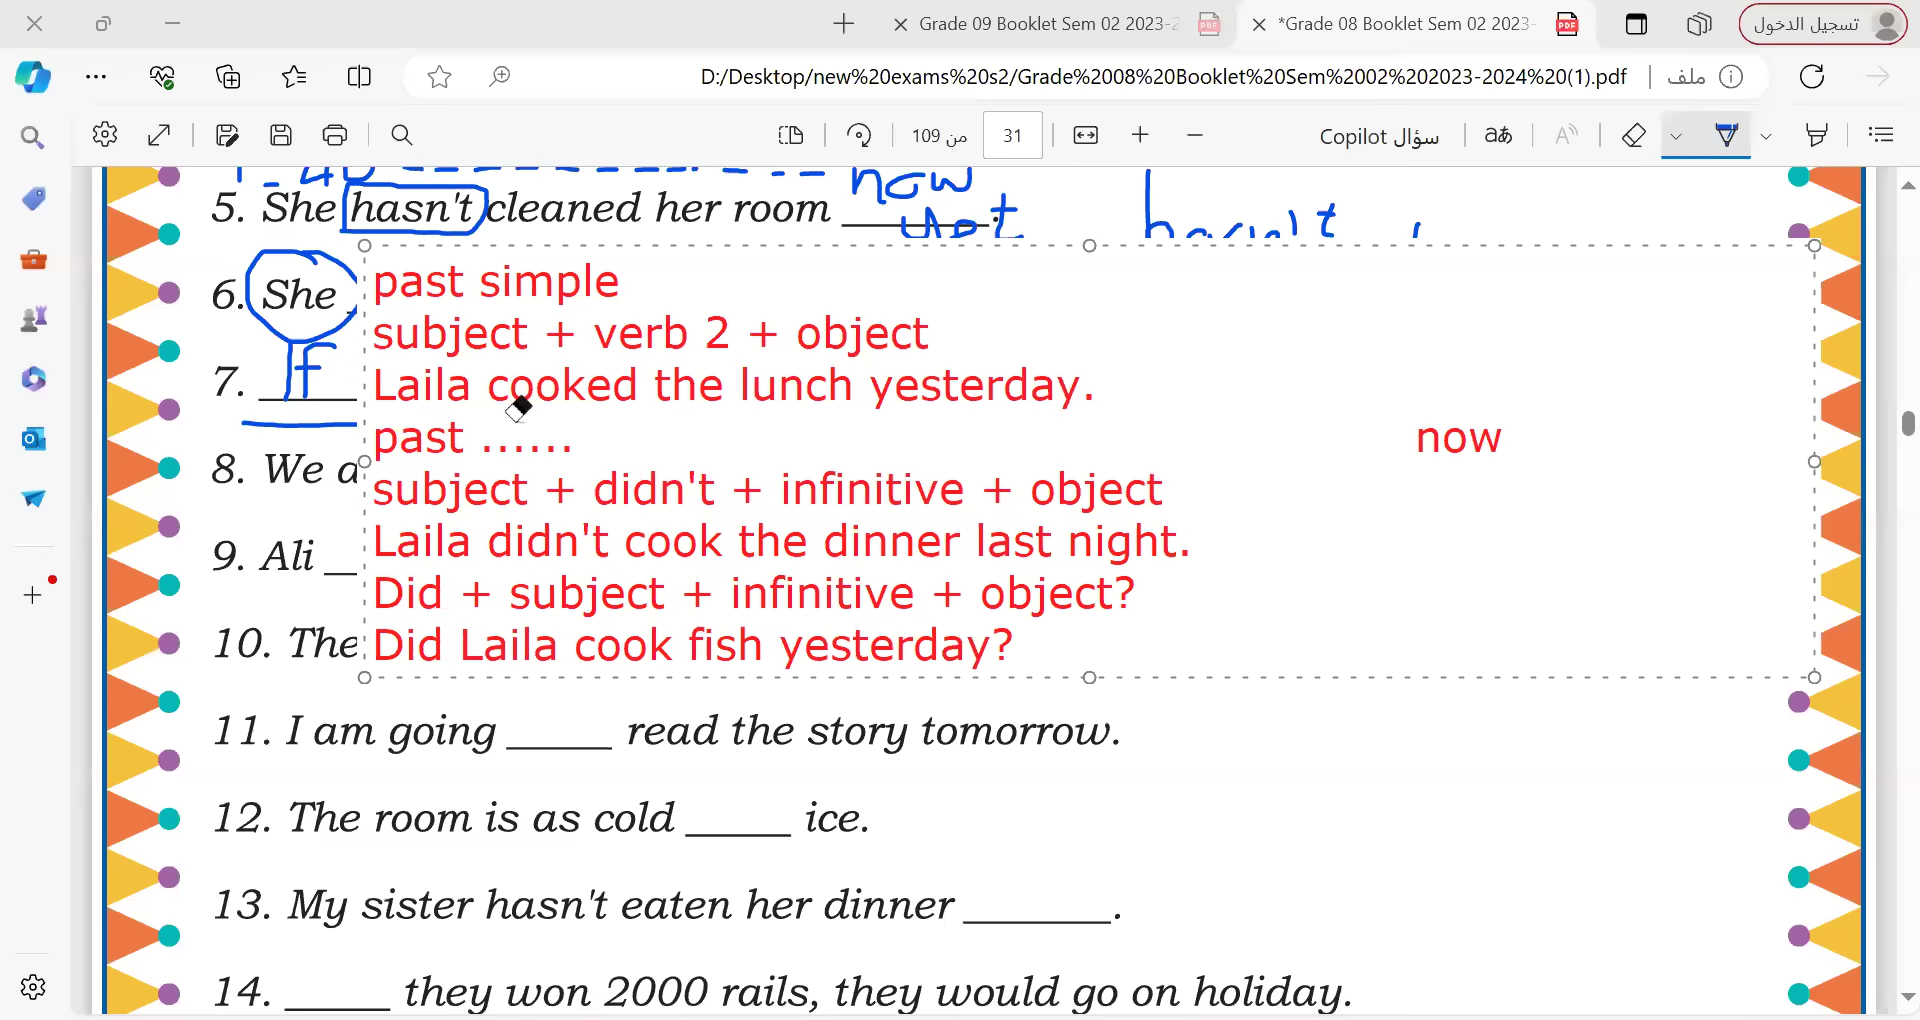 Grade 09 Booklet Sem 02 2023-2
*Grade 08 Booklet Sem 02 2023-
تسجيل الدخول
D:/Desktop/new%20exams%20s2/Grade%2008%20Booklet%20Sem%2002%202023-2024%20(1).pdf
ملف
109 من
31
سؤال Copilot
now
5. She hasn't cleaned her room _______.
yet
hasn't
6. She
past simple
subject + verb 2 + object
7. _____ If
Laila cooked the lunch yesterday.
past ......
now
8. We a
subject + didn't + infinitive + object
9. Ali __
Laila didn't cook the dinner last night.
Did + subject + infinitive + object?
10. The
Did Laila cook fish yesterday?
11. I am going _____ read the story tomorrow.
12. The room is as cold _____ ice.
13. My sister hasn't eaten her dinner _______.
14. _____ they won 2000 rails, they would go on holiday.